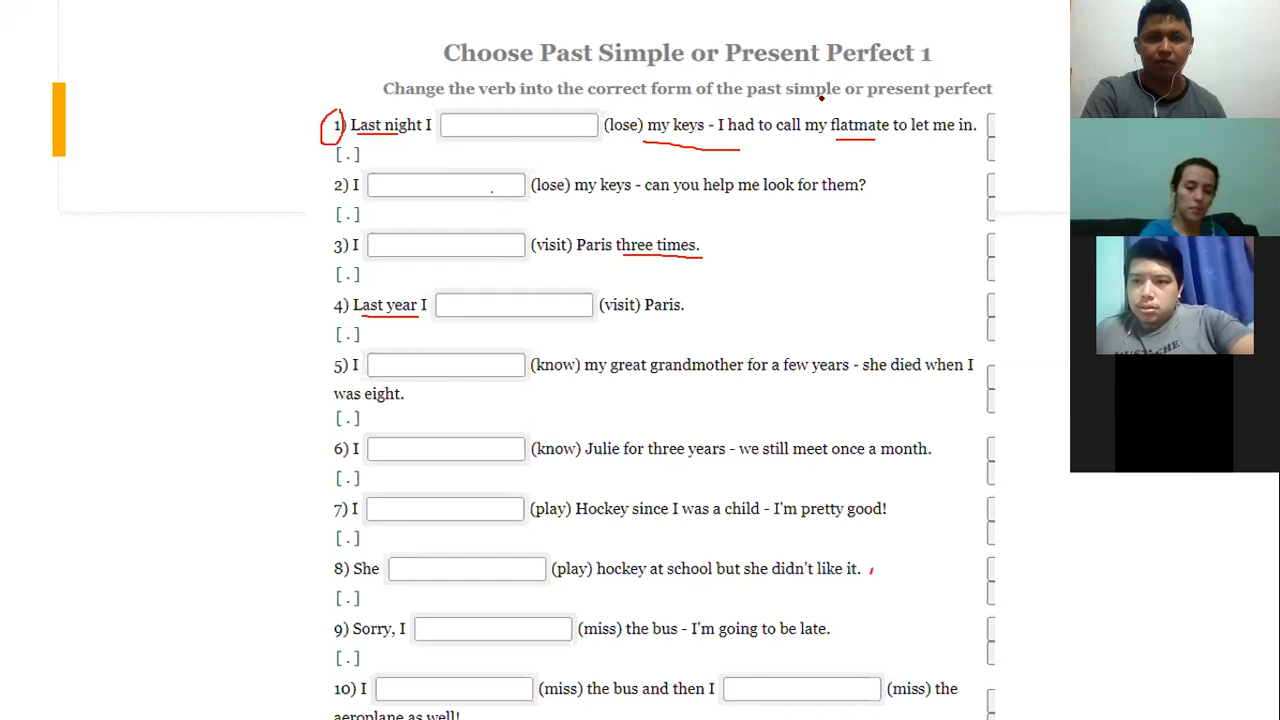 Choose Past Simple or Present Perfect 1
Change the verb into the correct form of the past simple or present perfect
1) Last night I (lose) my keys - I had to call my flatmate to let me in.
[ . ]
2) I (lose) my keys - can you help me look for them?
[ . ]
3) I (visit) Paris three times.
[ . ]
4) Last year I (visit) Paris.
[ . ]
5) I (know) my great grandmother for a few years - she died when I
was eight.
[ . ]
6) I (know) Julie for three years - we still meet once a month.
[ . ]
7) I (play) Hockey since I was a child - I'm pretty good!
[ . ]
8) She (play) hockey at school but she didn't like it.
[ . ]
9) Sorry, I (miss) the bus - I'm going to be late.
[ . ]
10) I (miss) the bus and then I (miss) the
aeroplane as well!
MUSTACHE